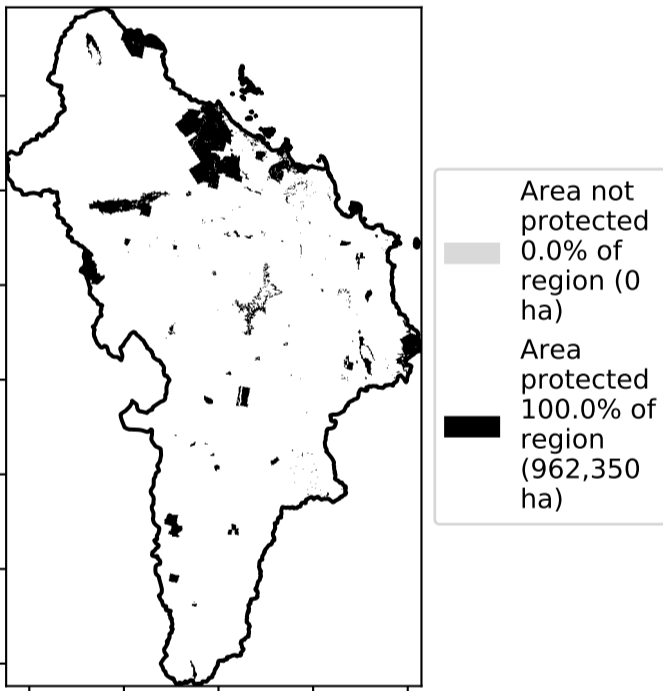 Area not
protected
0.0% of
region (0
ha)
Area
protected
100.0% of
region
(962,350
ha)